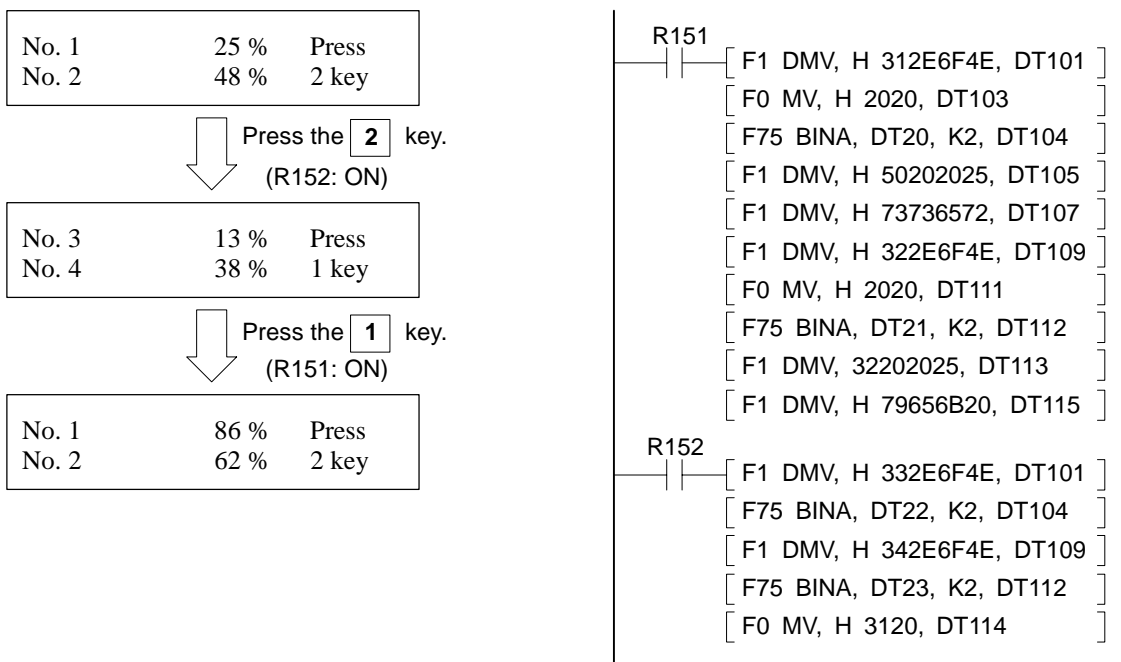 No. 1 25 % Press
No. 2 48 % 2 key
Press the 2 key.
(R152: ON)
No. 3 13 % Press
No. 4 38 % 1 key
Press the 1 key.
(R151: ON)
No. 1 86 % Press
No. 2 62 % 2 key
R151
F1 DMV, H 312E6F4E, DT101
F0 MV, H 2020, DT103
F75 BINA, DT20, K2, DT104
F1 DMV, H 50202025, DT105
F1 DMV, H 73736572, DT107
F1 DMV, H 322E6F4E, DT109
F0 MV, H 2020, DT111
F75 BINA, DT21, K2, DT112
F1 DMV, 32202025, DT113
F1 DMV, H 79656B20, DT115
R152
F1 DMV, H 332E6F4E, DT101
F75 BINA, DT22, K2, DT104
F1 DMV, H 342E6F4E, DT109
F75 BINA, DT23, K2, DT112
F0 MV, H 3120, DT114